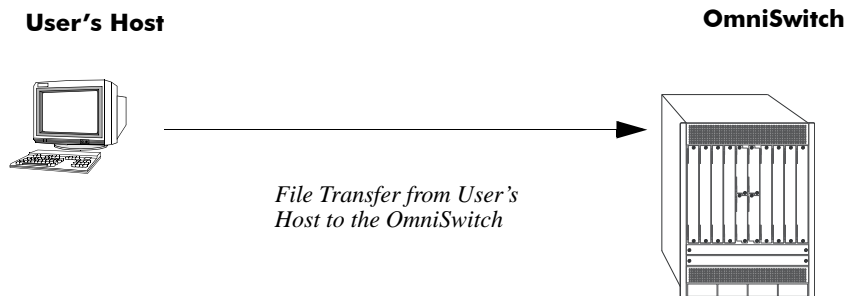 User’s Host
OmniSwitch
File Transfer from User’s
Host to the OmniSwitch